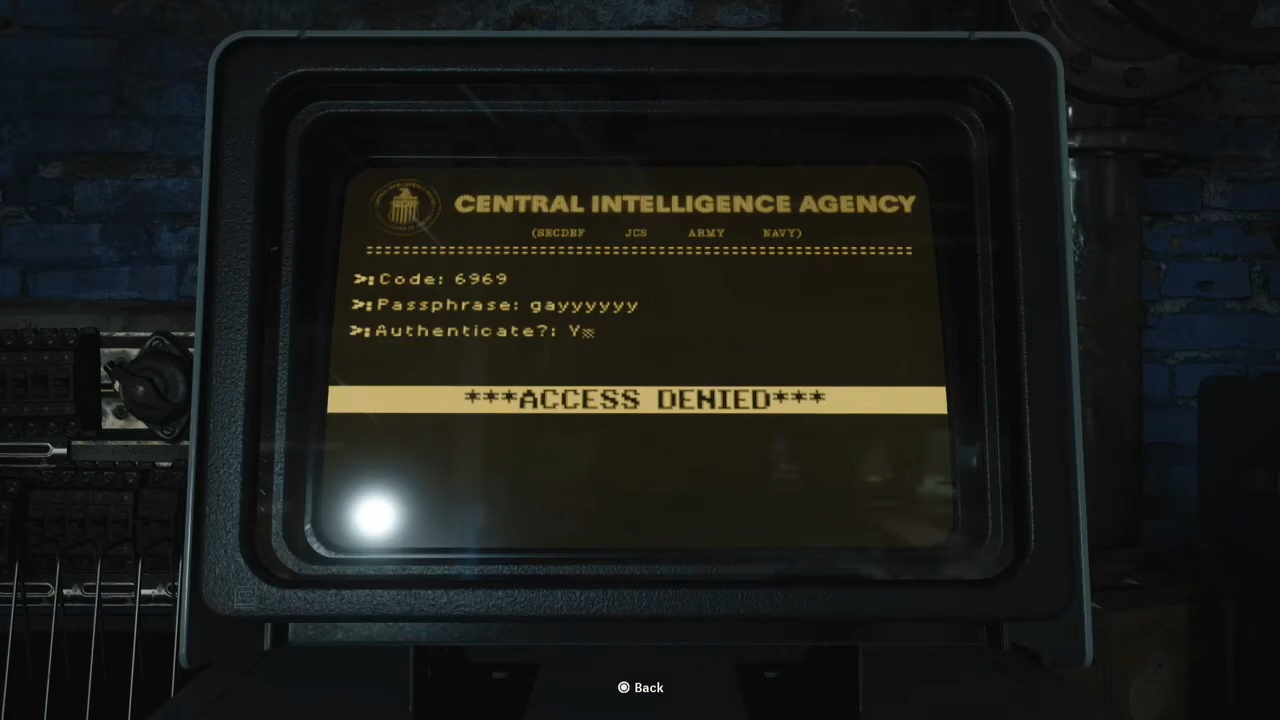 CENTRAL INTELLIGENCE AGENCY
(SECDEF JCS ARMY NAVY)
>:Code: 6969
>:Passphrase: gayyyyyy
>:Authenticate?: Y
***ACCESS DENIED***
Back